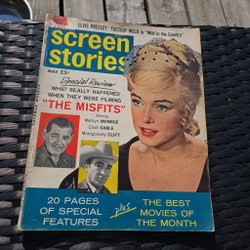 ELVIS PRESLEY · TUESDAY WELD in "Wild in the Country"
screen
stories
MAY 25¢
Special Review
WHAT REALLY HAPPENED
WHEN THEY WERE FILMING
"THE MISFITS"
starring
Marilyn MONROE
Clark GABLE
Montgomery CLIFT
20 PAGES
OF SPECIAL
FEATURES
plus
THE BEST
MOVIES OF
THE MONTH